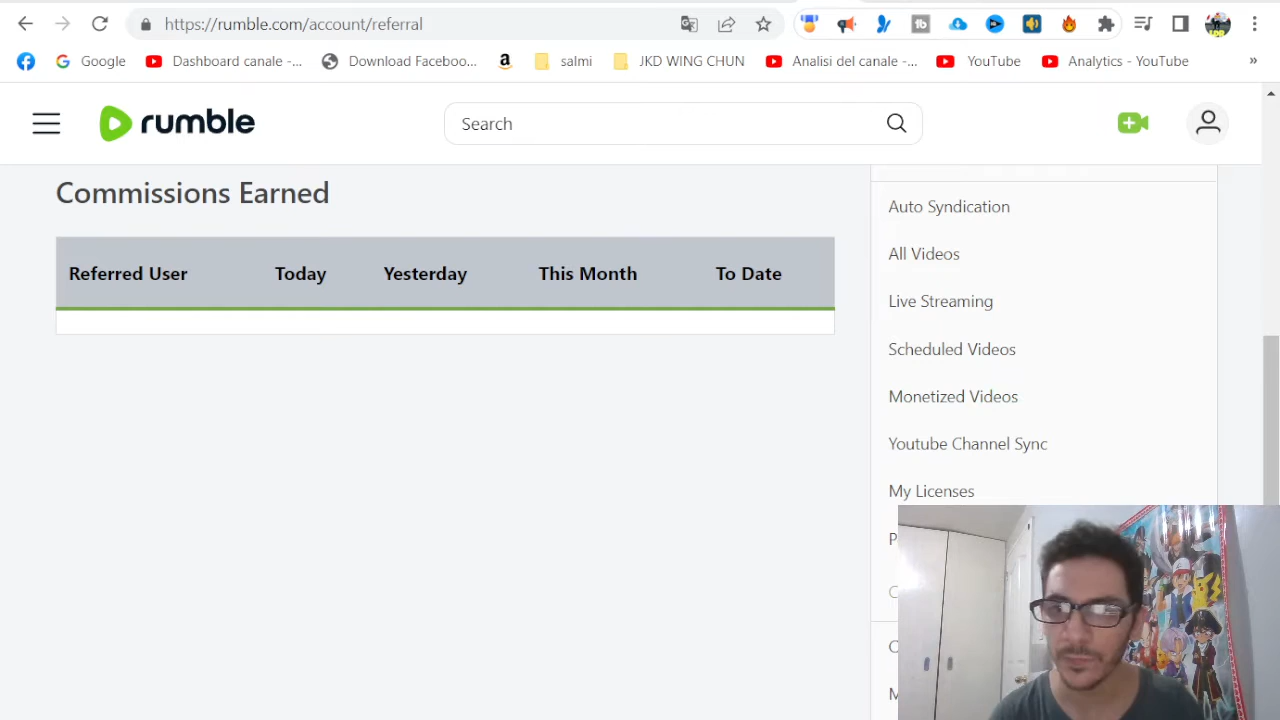 https://rumble.com/account/referral
Google
Dashboard canale -...
Download Faceboo...
salmi
JKD WING CHUN
Analisi del canale -...
YouTube
Analytics - YouTube
»
rumble
Search
Commissions Earned
Referred User Today Yesterday This Month To Date
Auto Syndication
All Videos
Live Streaming
Scheduled Videos
Monetized Videos
Youtube Channel Sync
My Licenses